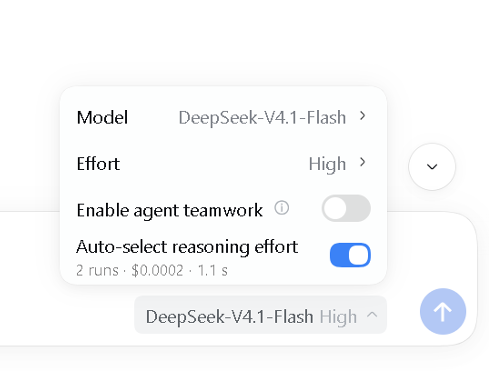 Model DeepSeek-V4.1-Flash
Effort High
Enable agent teamwork
Auto-select reasoning effort
2 runs · $0.0002 · 1.1 s
DeepSeek-V4.1-Flash High